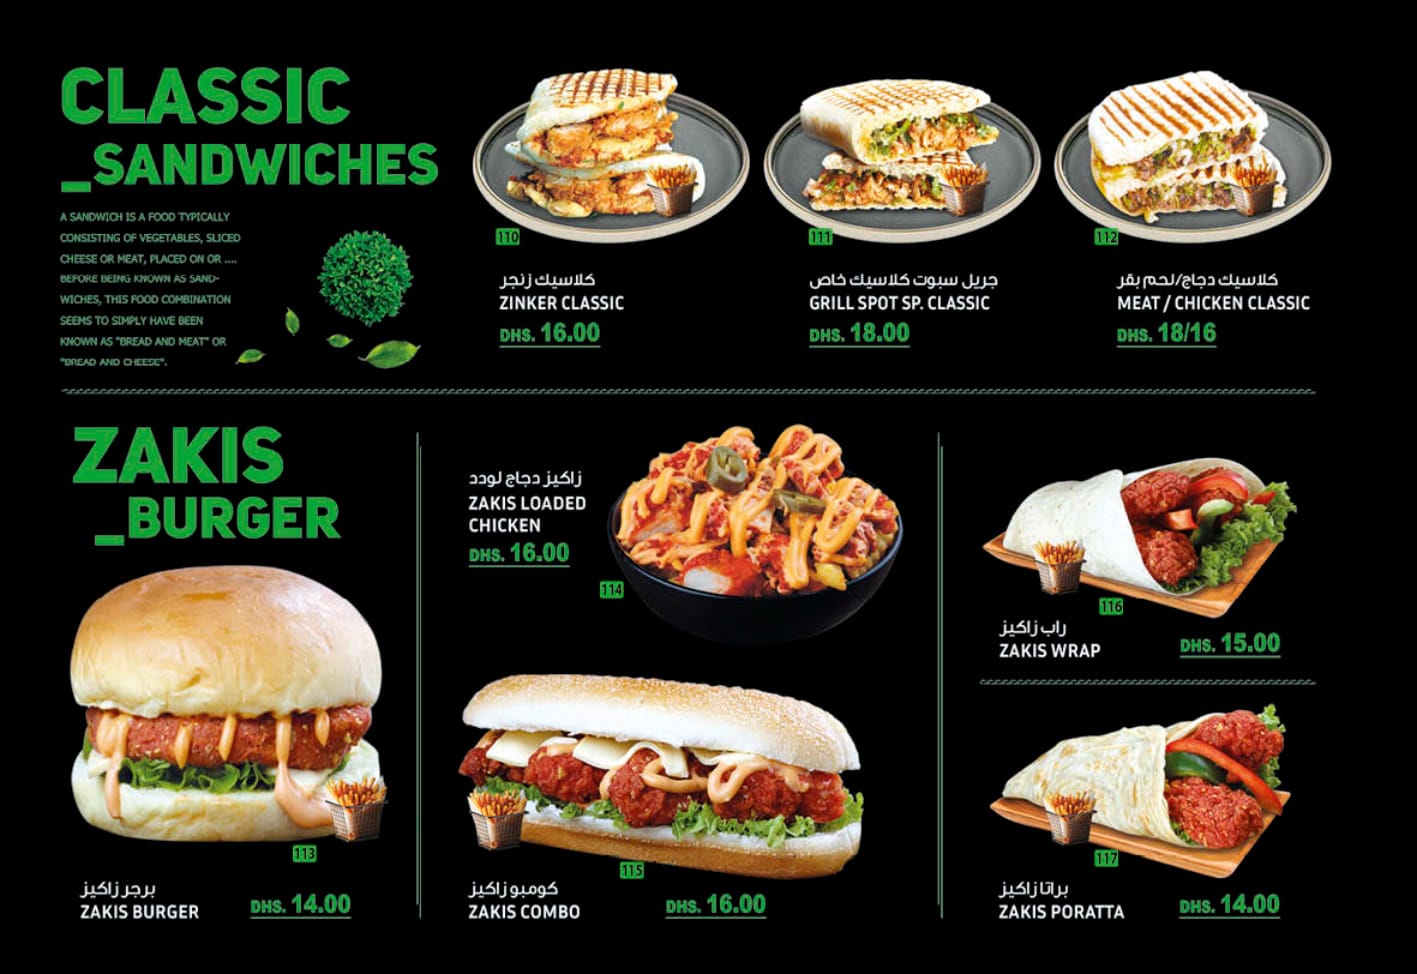 CLASSIC
_SANDWICHES
A SANDWICH IS A FOOD TYPICALLY
CONSISTING OF VEGETABLES, SLICED
CHEESE OR MEAT, PLACED ON OR ....
BEFORE BEING KNOWN AS SAND-
WICHES, THIS FOOD COMBINATION
SEEMS TO SIMPLY HAVE BEEN
KNOWN AS "BREAD AND MEAT" OR
"BREAD AND CHEESE".
110
كلاسيك زنجر
ZINKER CLASSIC
DHS. 16.00
111
جريل سبوت كلاسيك خاص
GRILL SPOT SP. CLASSIC
DHS. 18.00
112
كلاسيك دجاج/لحم بقر
MEAT / CHICKEN CLASSIC
DHS. 18/16
ZAKIS
_BURGER
113
برجر زاكيز
ZAKIS BURGER
DHS. 14.00
زاكيز دجاج لودد
ZAKIS LOADED
CHICKEN
DHS. 16.00
114
115
كومبو زاكيز
ZAKIS COMBO
DHS. 16.00
116
راب زاكيز
ZAKIS WRAP
DHS. 15.00
117
براتا زاكيز
ZAKIS PORATTA
DHS. 14.00